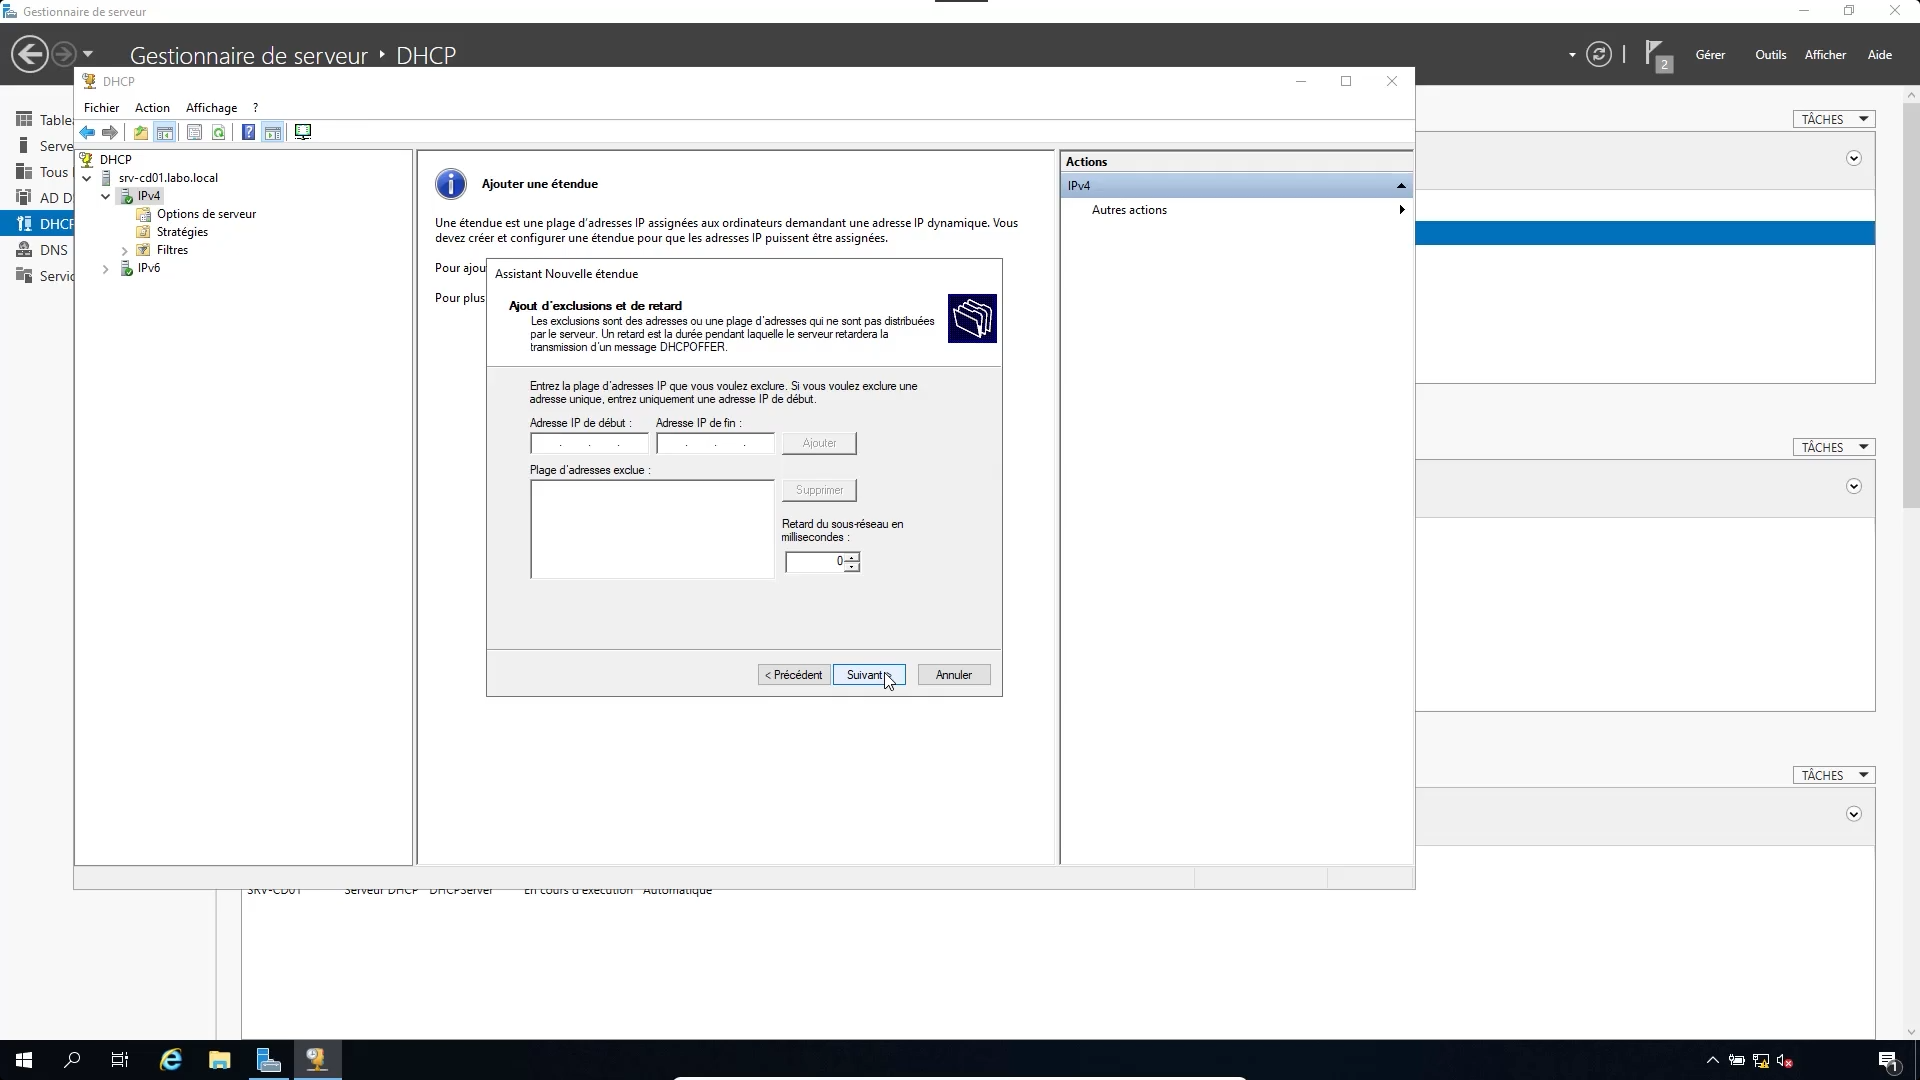 Gestionnaire de serveur
Gestionnaire de serveur ‣ DHCP
2
Gérer
Outils
Afficher
Aide
DHCP
Fichier
Action
Affichage
?
Table
Serve
Tous
AD D
DHCP
DNS
Servic
DHCP
srv-cd01.labo.local
IPv4
Options de serveur
Stratégies
Filtres
IPv6
Ajouter une étendue
Une étendue est une plage d'adresses IP assignées aux ordinateurs demandant une adresse IP dynamique. Vous
devez créer et configurer une étendue pour que les adresses IP puissent être assignées.
Pour ajou
Pour plus
Assistant Nouvelle étendue
Ajout d'exclusions et de retard
Les exclusions sont des adresses ou une plage d'adresses qui ne sont pas distribuées
par le serveur. Un retard est la durée pendant laquelle le serveur retardera la
transmission d'un message DHCPOFFER.
Entrez la plage d'adresses IP que vous voulez exclure. Si vous voulez exclure une
adresse unique, entrez uniquement une adresse IP de début.
Adresse IP de début :
Adresse IP de fin :
. . .
. . .
Ajouter
Plage d'adresses exclue :
Supprimer
Retard du sous-réseau en
millisecondes :
0
< Précédent
Suivant >
Annuler
Actions
IPv4
Autres actions
TÂCHES
TÂCHES
TÂCHES
SRV-CD01 Serveur DHCP DHCPServer En cours d'exécution Automatique
1